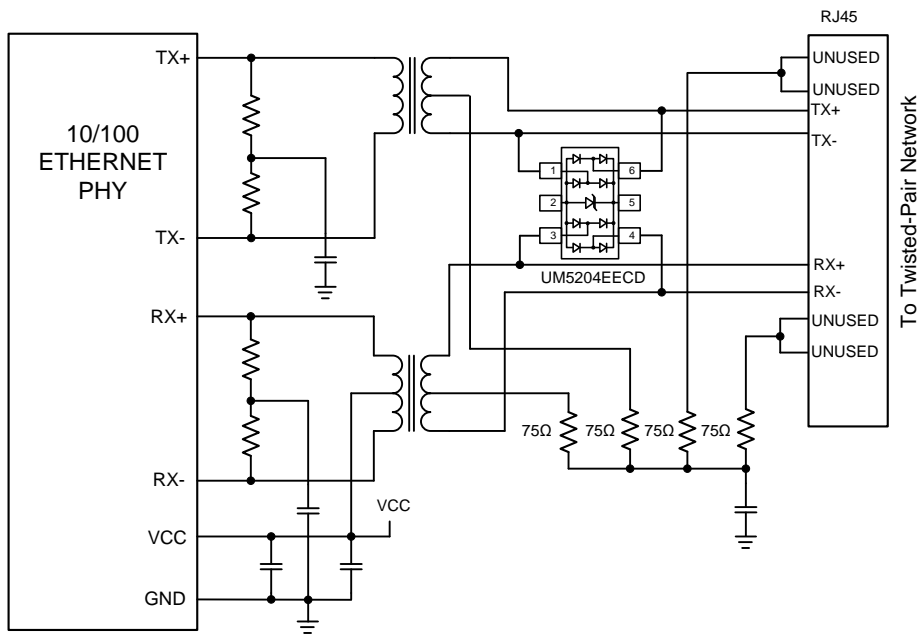 RJ45
TX+
UNUSED
UNUSED
TX+
TX-
10/100
ETHERNET
PHY
1
6
2
5
3
4
TX-
UM5204EECD
RX+
RX-
To Twisted-Pair Network
RX+
UNUSED
UNUSED
75Ω
75Ω
75Ω
75Ω
RX-
VCC
VCC
GND